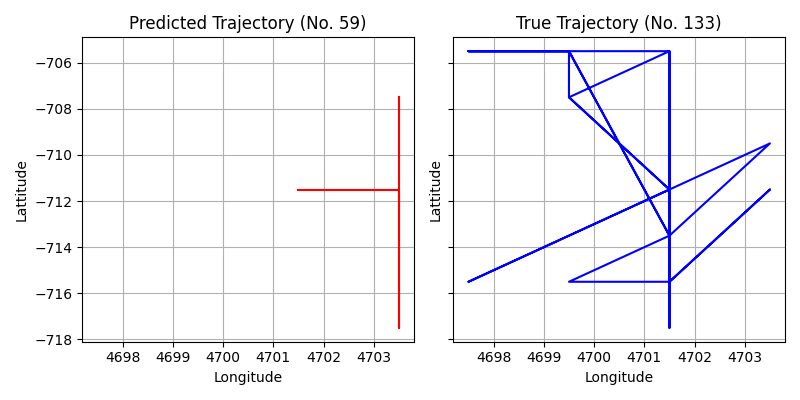 Predicted Trajectory (No. 59)
True Trajectory (No. 133)
Lattitude
−706
−708
−710
−712
−714
−716
−718
4698 4699 4700 4701 4702 4703
Longitude
Lattitude
4698 4699 4700 4701 4702 4703
Longitude